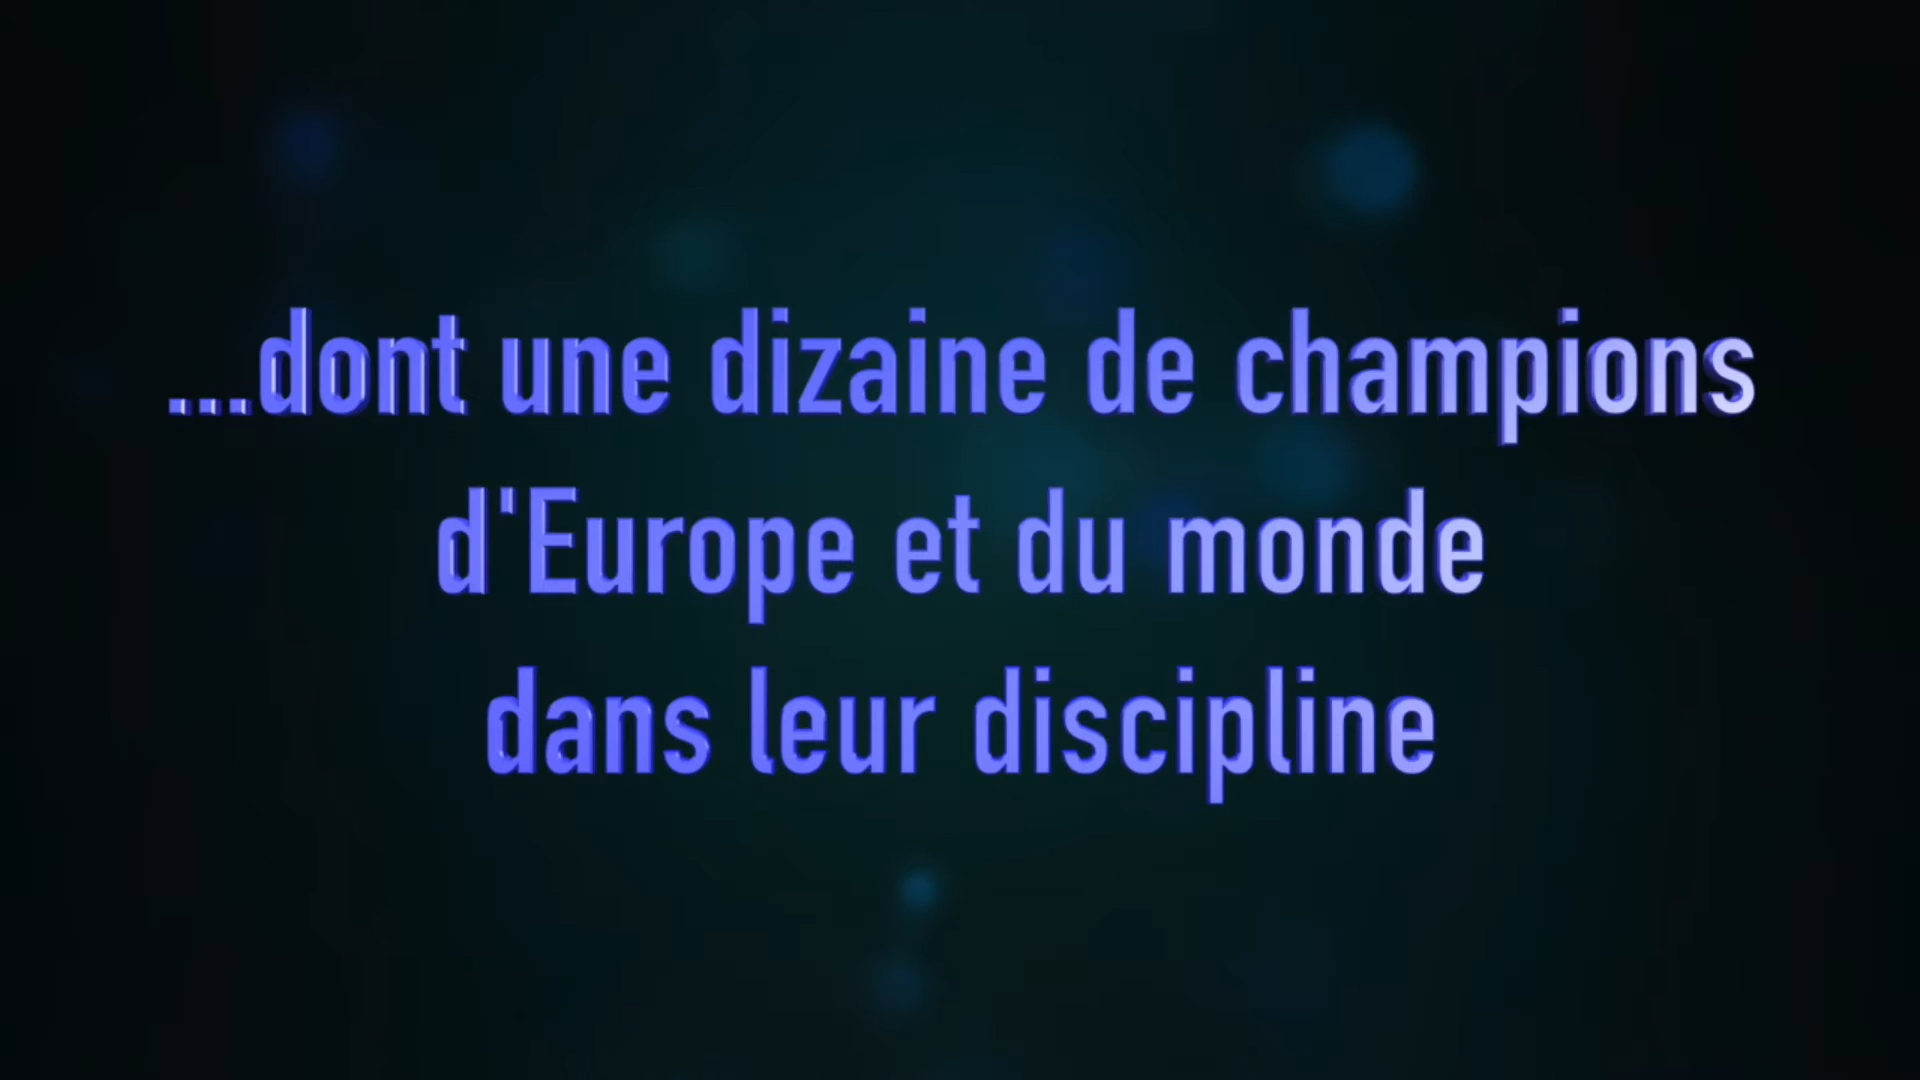 ...dont une dizaine de champions
d'Europe et du monde
dans leur discipline